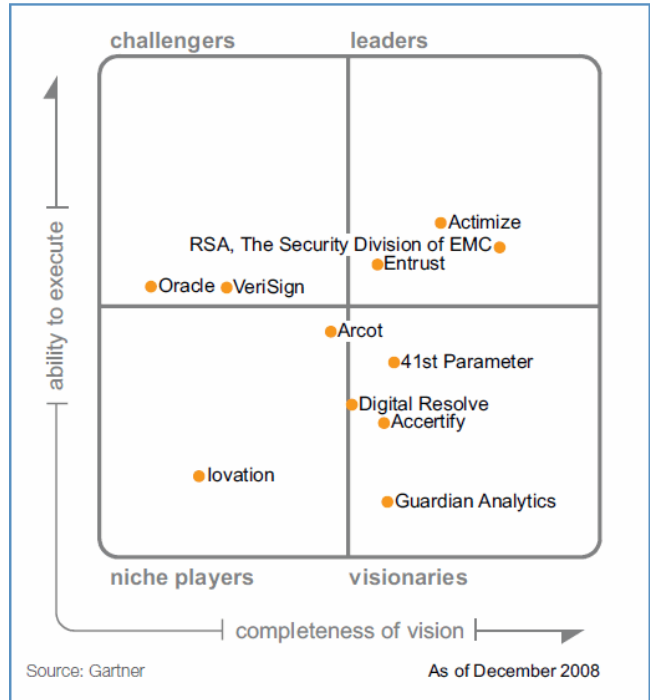 challengers
leaders
Actimize
RSA, The Security Division of EMC
Entrust
Oracle
VeriSign
Arcot
41st Parameter
Digital Resolve
Accertify
Iovation
Guardian Analytics
niche players
visionaries
ability to execute
completeness of vision
Source: Gartner
As of December 2008